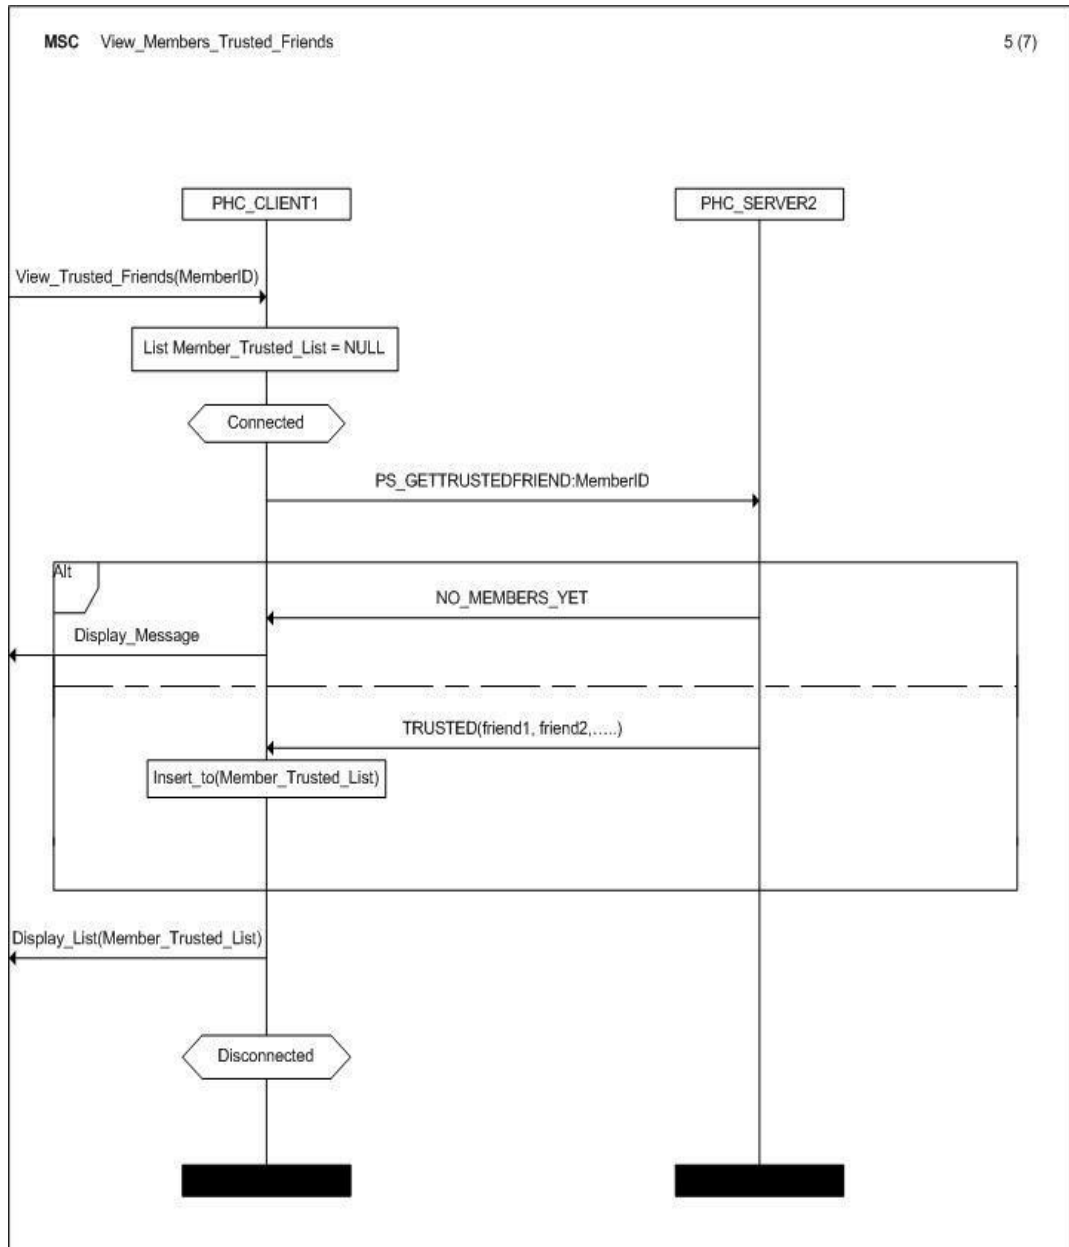 MSC View_Members_Trusted_Friends 5 (7)
PHC_CLIENT1 PHC_SERVER2
View_Trusted_Friends(MemberID)
List Member_Trusted_List = NULL
Connected
PS_GETTRUSTEDFRIEND:MemberID
Alt
NO_MEMBERS_YET
Display_Message
TRUSTED(friend1, friend2,.....)
Insert_to(Member_Trusted_List)
Display_List(Member_Trusted_List)
Disconnected